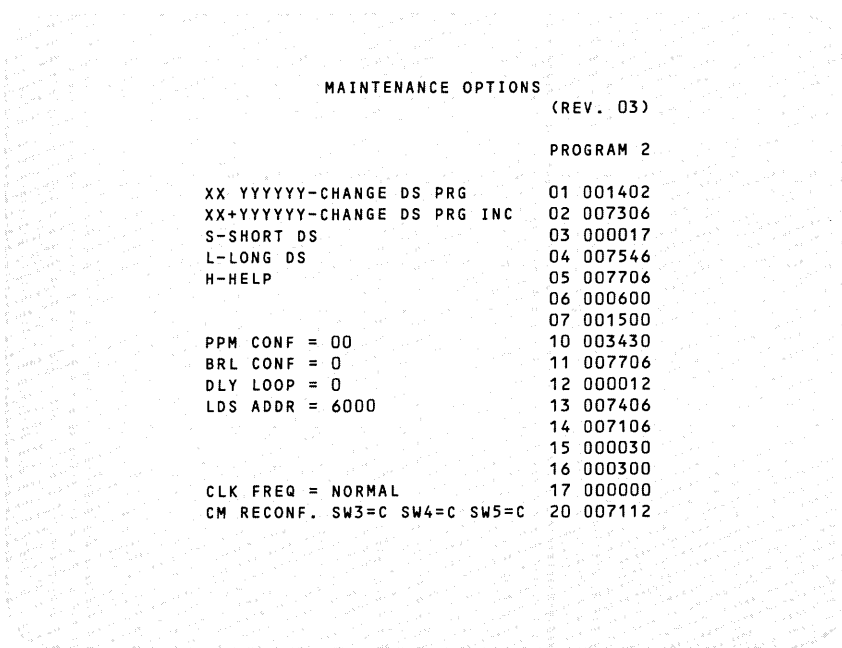 MAINTENANCE OPTIONS
(REV. 03)
PROGRAM 2
XX YYYYYY-CHANGE DS PRG 01 001402
XX+YYYYYY-CHANGE DS PRG INC 02 007306
S-SHORT DS 03 000017
L-LONG DS 04 007546
H-HELP 05 007706
06 000600
07 001500
PPM CONF = 00 10 003430
BRL CONF = 0 11 007706
DLY LOOP = 0 12 000012
LDS ADDR = 6000 13 007406
14 007106
15 000030
16 000300
CLK FREQ = NORMAL 17 000000
CM RECONF. SW3=C SW4=C SW5=C 20 007112